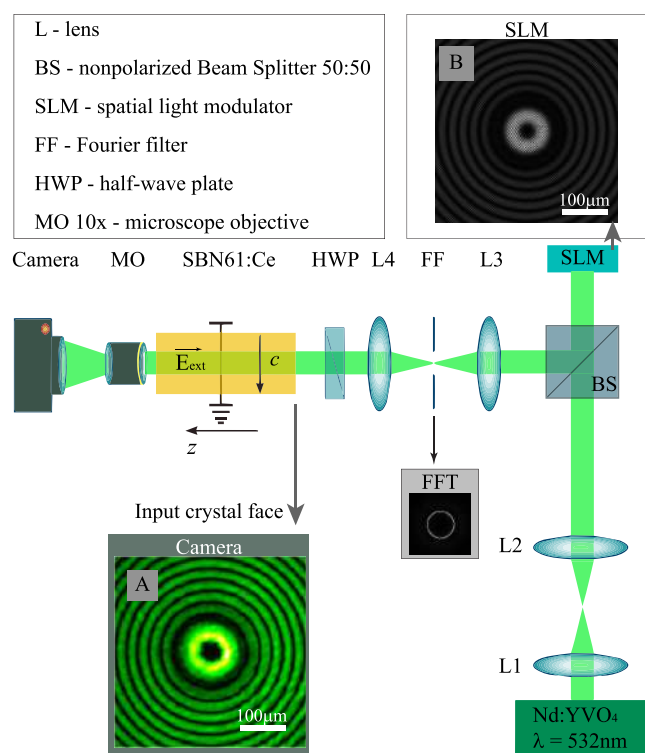 L - lens
BS - nonpolarized Beam Splitter 50:50
SLM - spatial light modulator
FF - Fourier filter
HWP - half-wave plate
MO 10x - microscope objective
SLM
B
100μm
Camera MO SBN61:Ce HWP L4 FF L3 SLM
E⃗ext
c
BS
z
FFT
Input crystal face
Camera
A
100μm
L2
L1
Nd:YVO₄
λ = 532nm